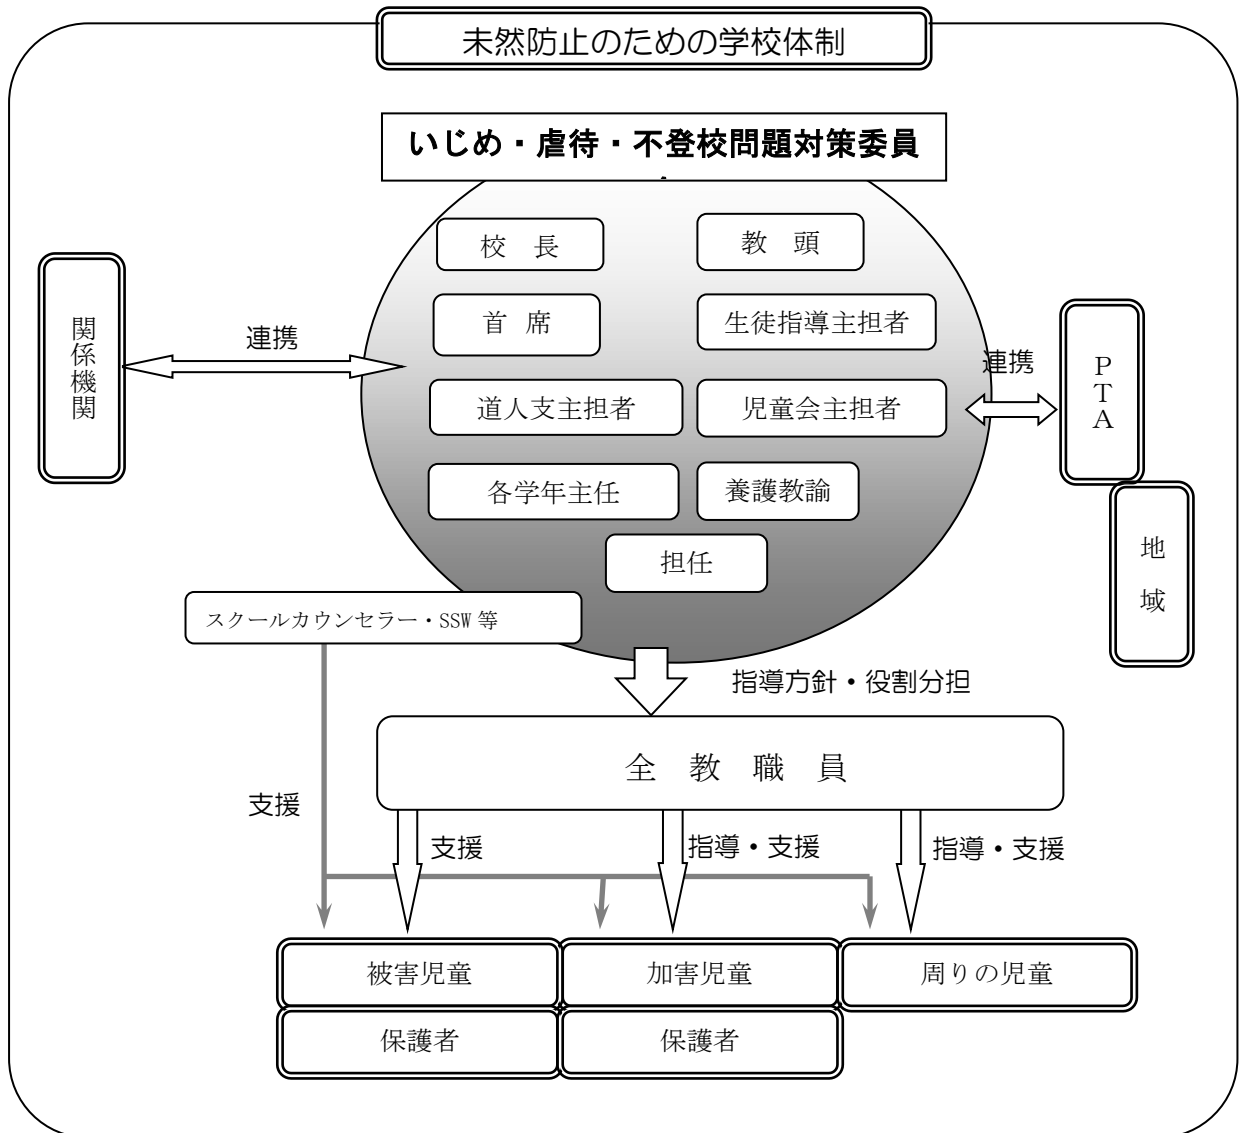 未然防止のための学校体制
いじめ・虐待・不登校問題対策委員
校 長
教 頭
首 席
生徒指導主担者
関係機関
連携
連携
PTA
道人支主担者
児童会主担者
各学年主任
養護教諭
地域
担任
スクールカウンセラー・SSW 等
指導方針・役割分担
全 教 職 員
支援
支援
指導・支援
指導・支援
被害児童
加害児童
周りの児童
保護者
保護者